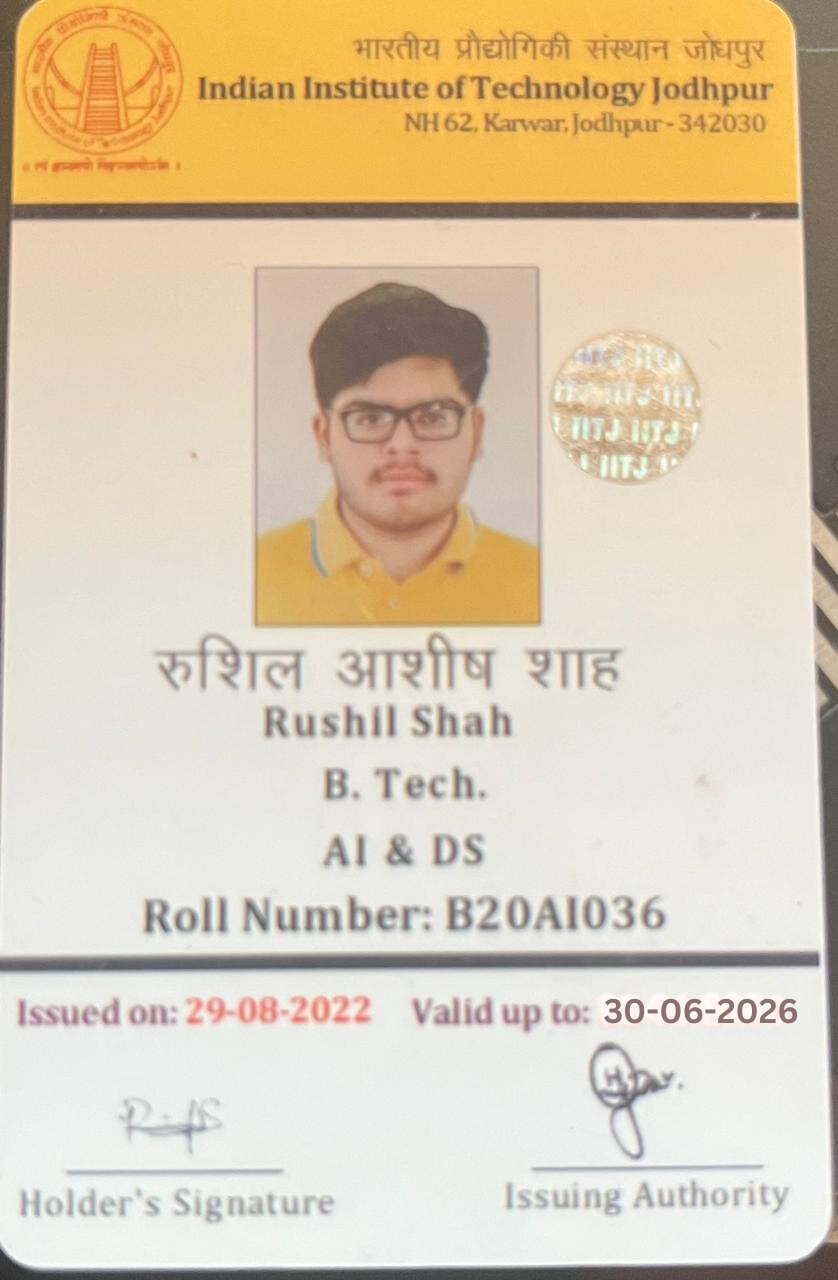 भारतीय प्रौद्योगिकी संस्थान जोधपुर
Indian Institute of Technology Jodhpur
NH 62, Karwar, Jodhpur - 342030
IITJ IITJ
IITJ IITJ
IITJ
रुशिल आशीष शाह
Rushil Shah
B. Tech.
AI & DS
Roll Number: B20AI036
Issued on: 29-08-2022 Valid up to: 30-06-2026
Holder's Signature
Issuing Authority